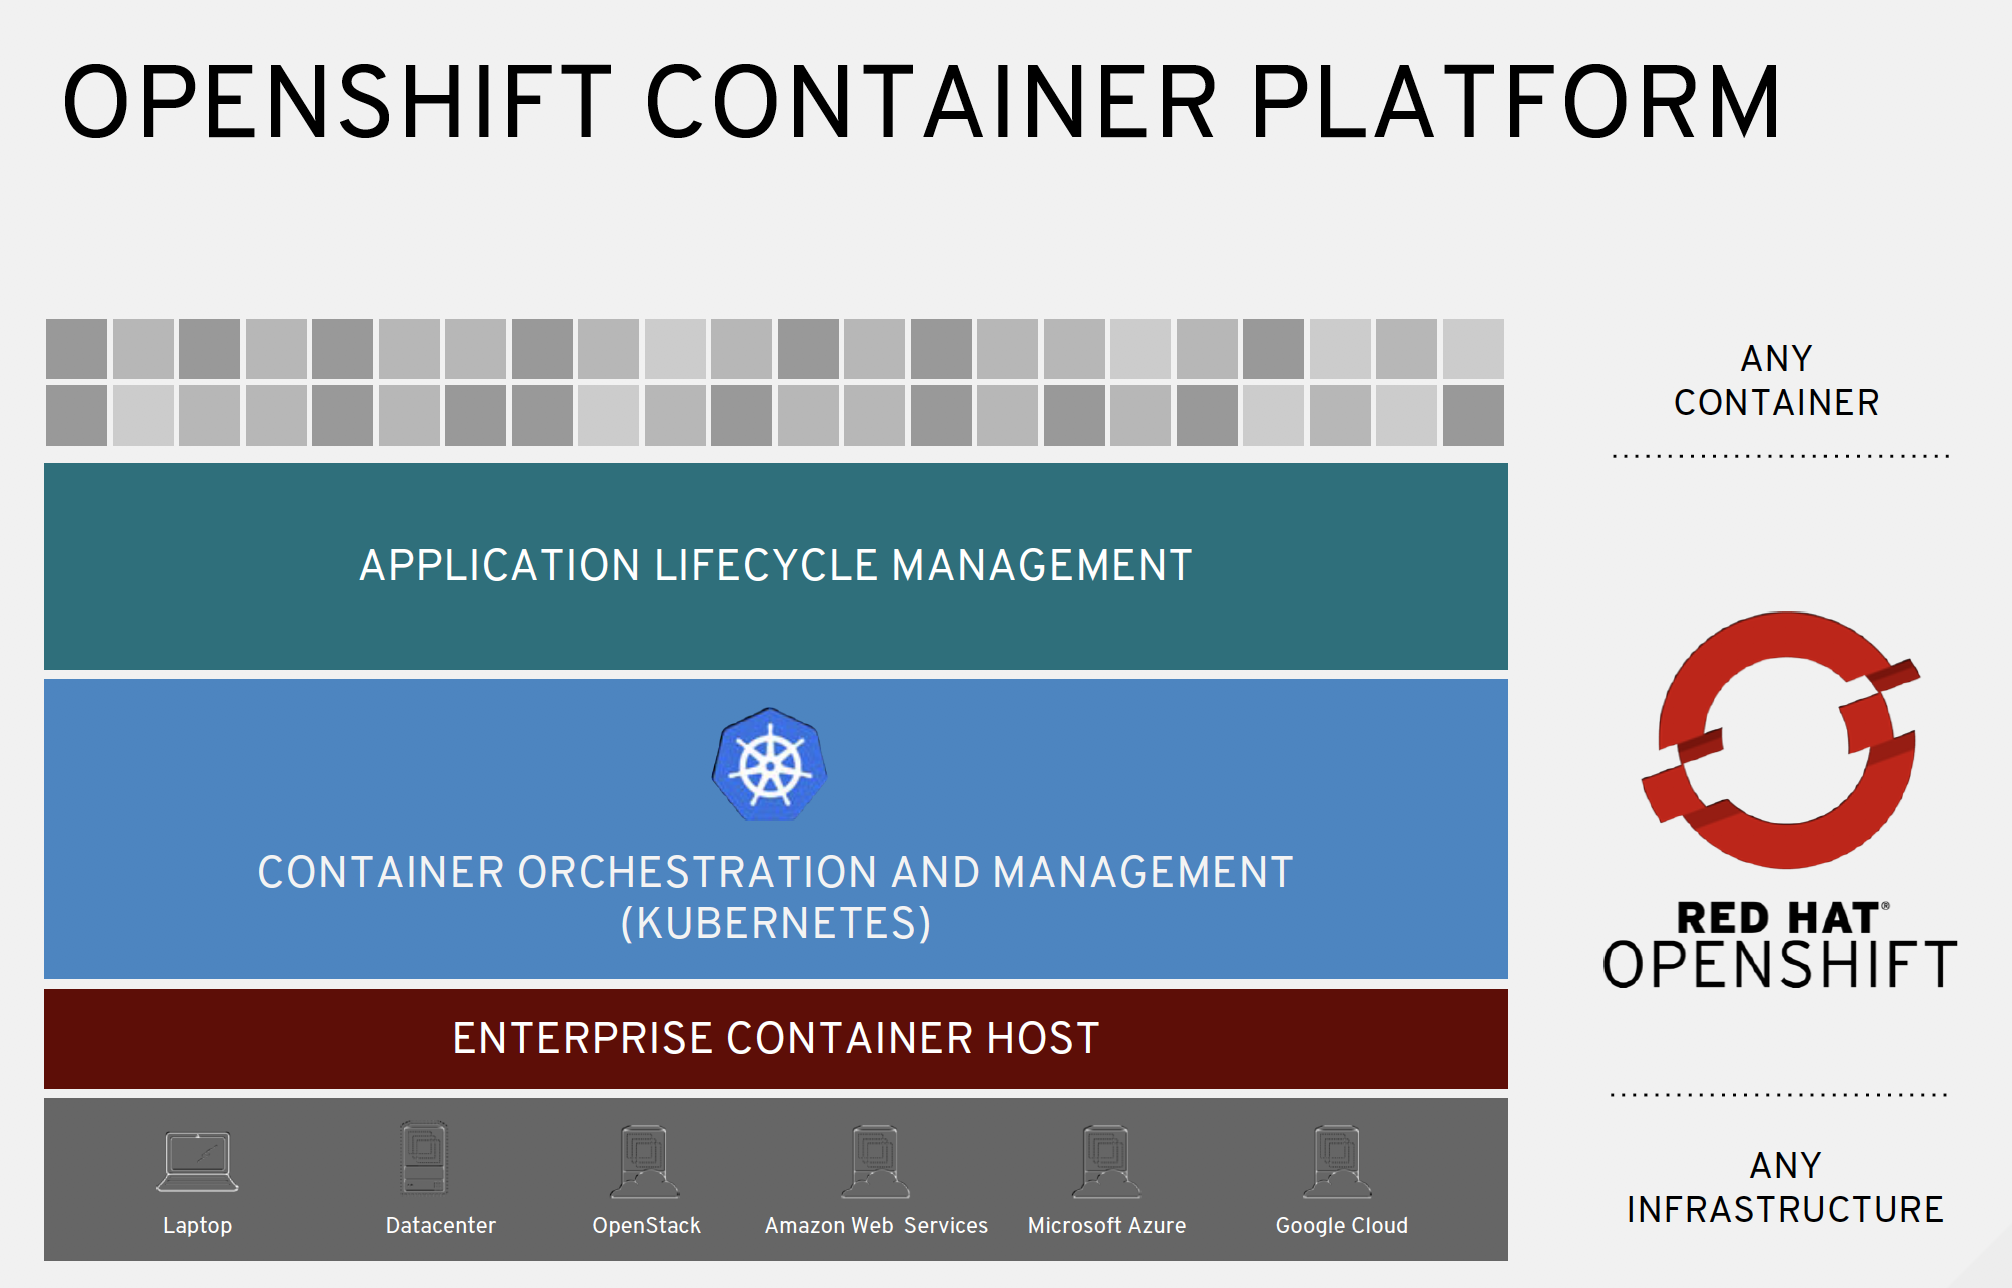 OPENSHIFT CONTAINER PLATFORM
ANY
CONTAINER
APPLICATION LIFECYCLE MANAGEMENT
CONTAINER ORCHESTRATION AND MANAGEMENT
(KUBERNETES)
RED HAT®
OPENSHIFT
ENTERPRISE CONTAINER HOST
Laptop
Datacenter
OpenStack
Amazon Web Services
Microsoft Azure
Google Cloud
ANY
INFRASTRUCTURE